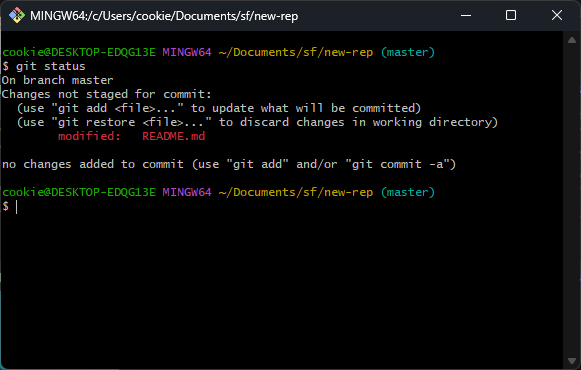 MINGW64:/c/Users/cookie/Documents/sf/new-rep
cookie@DESKTOP-EDQG13E MINGW64 ~/Documents/sf/new-rep (master)
$ git status
On branch master
Changes not staged for commit:
  (use "git add <file>..." to update what will be committed)
  (use "git restore <file>..." to discard changes in working directory)
        modified:   README.md

no changes added to commit (use "git add" and/or "git commit -a")

cookie@DESKTOP-EDQG13E MINGW64 ~/Documents/sf/new-rep (master)
$